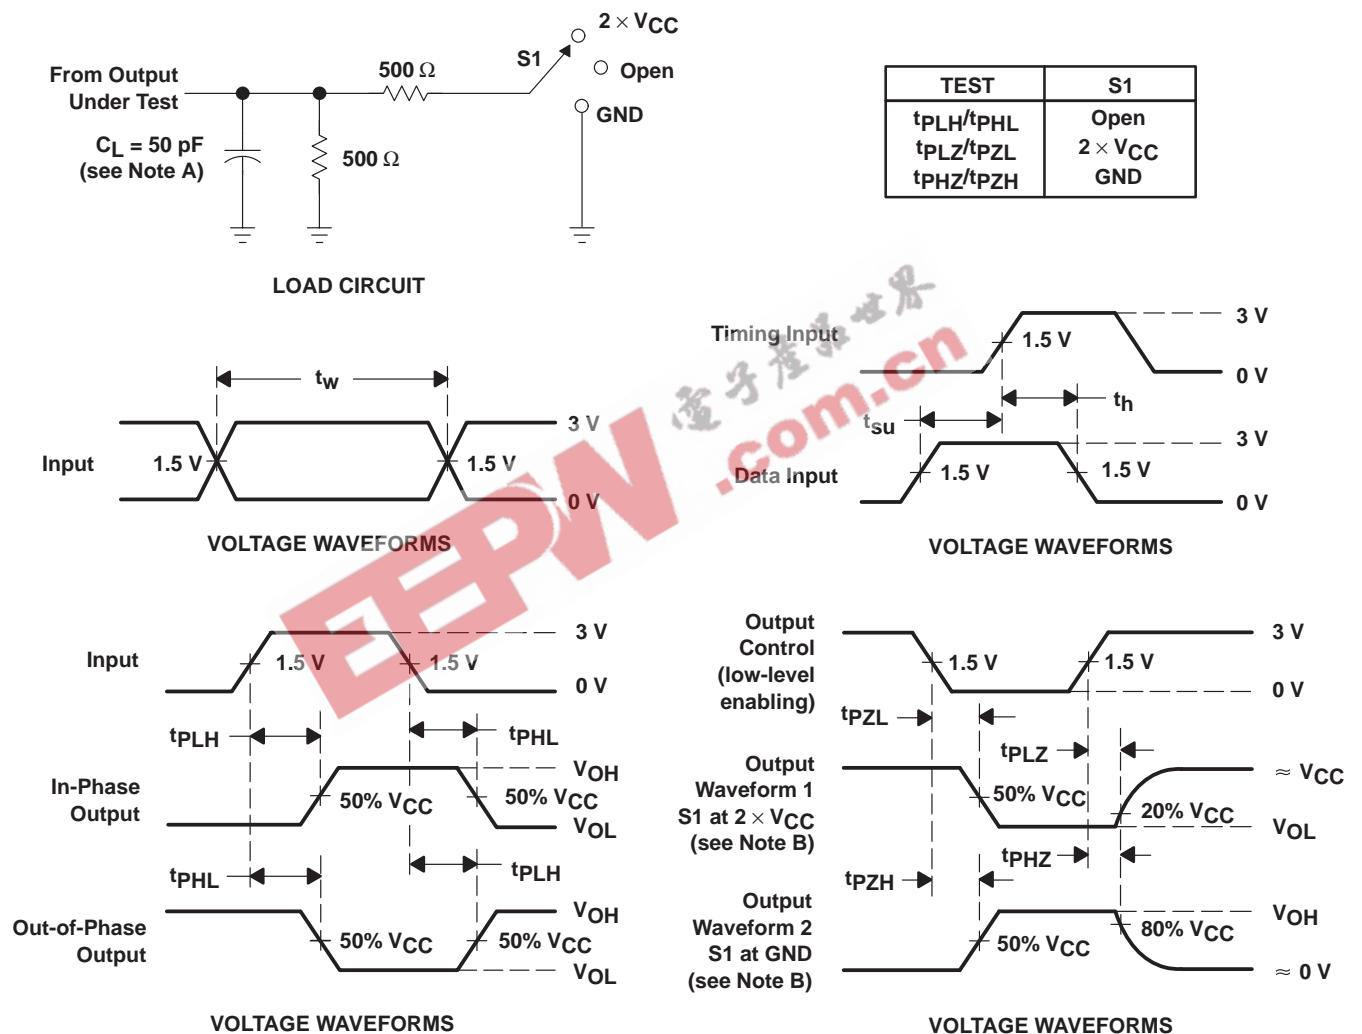 2 × VCC
S1
Open
GND
From Output
Under Test
500 Ω
CL = 50 pF
(see Note A)
500 Ω
LOAD CIRCUIT
TEST S1
tPLH/tPHL Open
tPLZ/tPZL 2 × VCC
tPHZ/tPZH GND
tw
Input
1.5 V
1.5 V
3 V
0 V
VOLTAGE WAVEFORMS
Timing Input
1.5 V
3 V
0 V
th
tsu
Data Input
1.5 V
1.5 V
3 V
0 V
VOLTAGE WAVEFORMS
電子產品世界
EEPW.com.cn
Input
1.5 V
1.5 V
3 V
0 V
tPLH
tPHL
In-Phase
Output
50% VCC
50% VCC
VOH
VOL
tPHL
tPLH
Out-of-Phase
Output
50% VCC
50% VCC
VOH
VOL
VOLTAGE WAVEFORMS
Output
Control
(low-level
enabling)
1.5 V
1.5 V
3 V
0 V
tPZL
tPLZ
Output
Waveform 1
S1 at 2 × VCC
(see Note B)
50% VCC
20% VCC
≈ VCC
VOL
tPHZ
tPZH
Output
Waveform 2
S1 at GND
(see Note B)
50% VCC
80% VCC
VOH
≈ 0 V
VOLTAGE WAVEFORMS